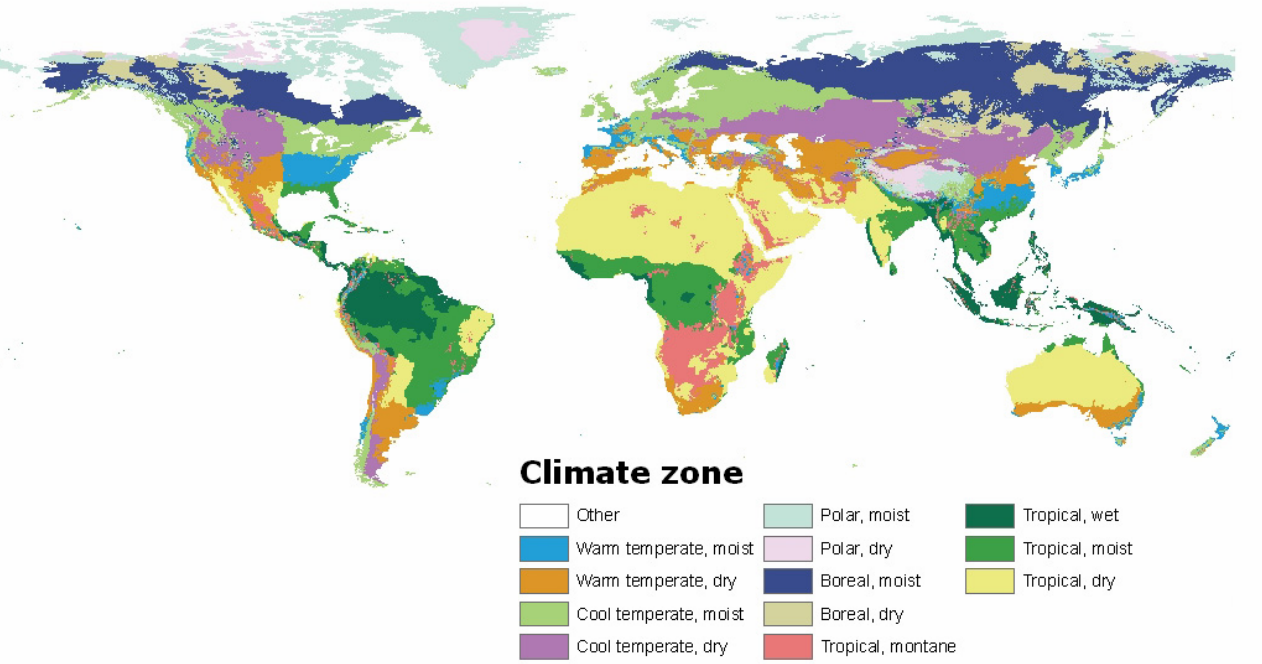 Climate zone
Other
Warm temperate, moist
Warm temperate, dry
Cool temperate, moist
Cool temperate, dry
Polar, moist
Polar, dry
Boreal, moist
Boreal, dry
Tropical, montane
Tropical, wet
Tropical, moist
Tropical, dry